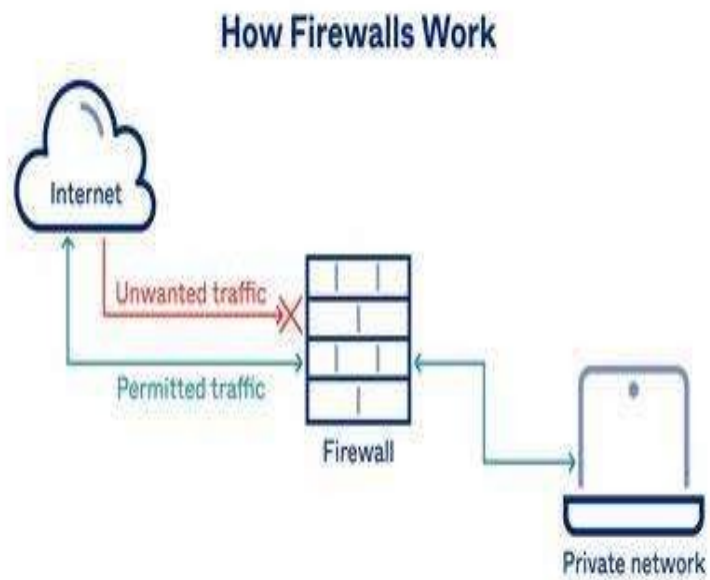 How Firewalls Work
Internet
Unwanted traffic
Permitted traffic
Firewall
Private network